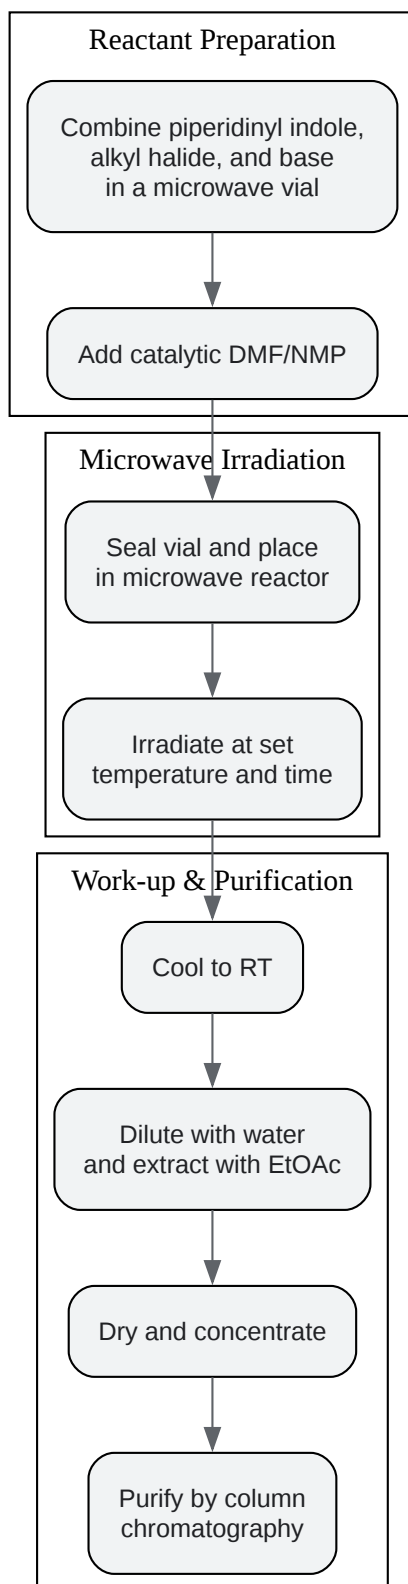 Reactant Preparation
Combine piperidinyl indole,
alkyl halide, and base
in a microwave vial
Add catalytic DMF/NMP
Microwave Irradiation
Seal vial and place
in microwave reactor
Irradiate at set
temperature and time
Work-up & Purification
Cool to RT
Dilute with water
and extract with EtOAc
Dry and concentrate
Purify by column
chromatography